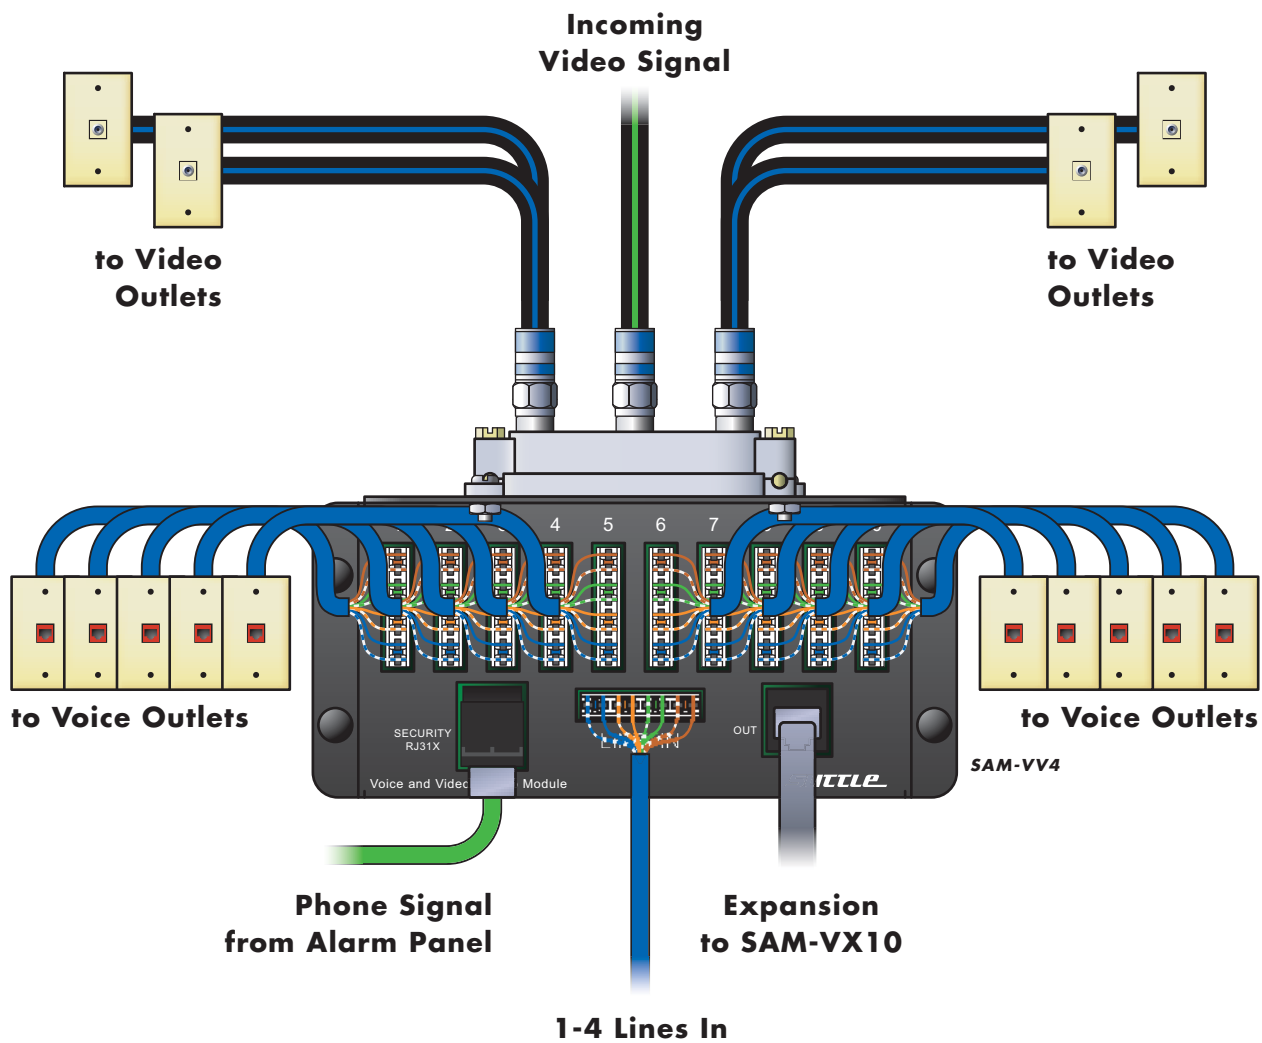 Incoming
Video Signal
to Video
Outlets
to Video
Outlets
4 5 6 7
to Voice Outlets
to Voice Outlets
SECURITY
RJ31X
OUT
SAM-VV4
Voice and Video Module
Phone Signal
from Alarm Panel
Expansion
to SAM-VX10
1-4 Lines In